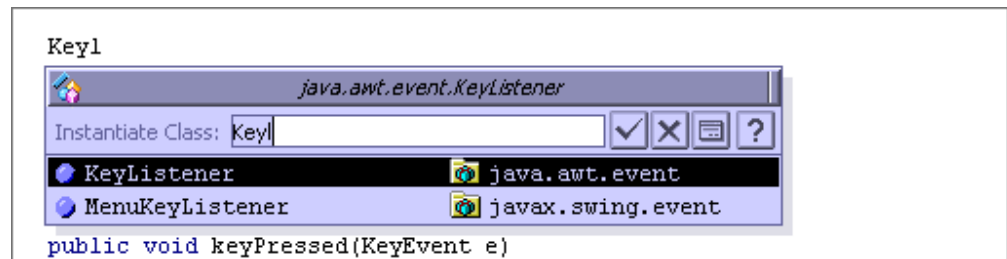 Keyl
java.awt.event.KeyListener
Instantiate Class: Keyl ?
KeyListener java.awt.event
MenuKeyListener javax.swing.event
public void keyPressed(KeyEvent e)